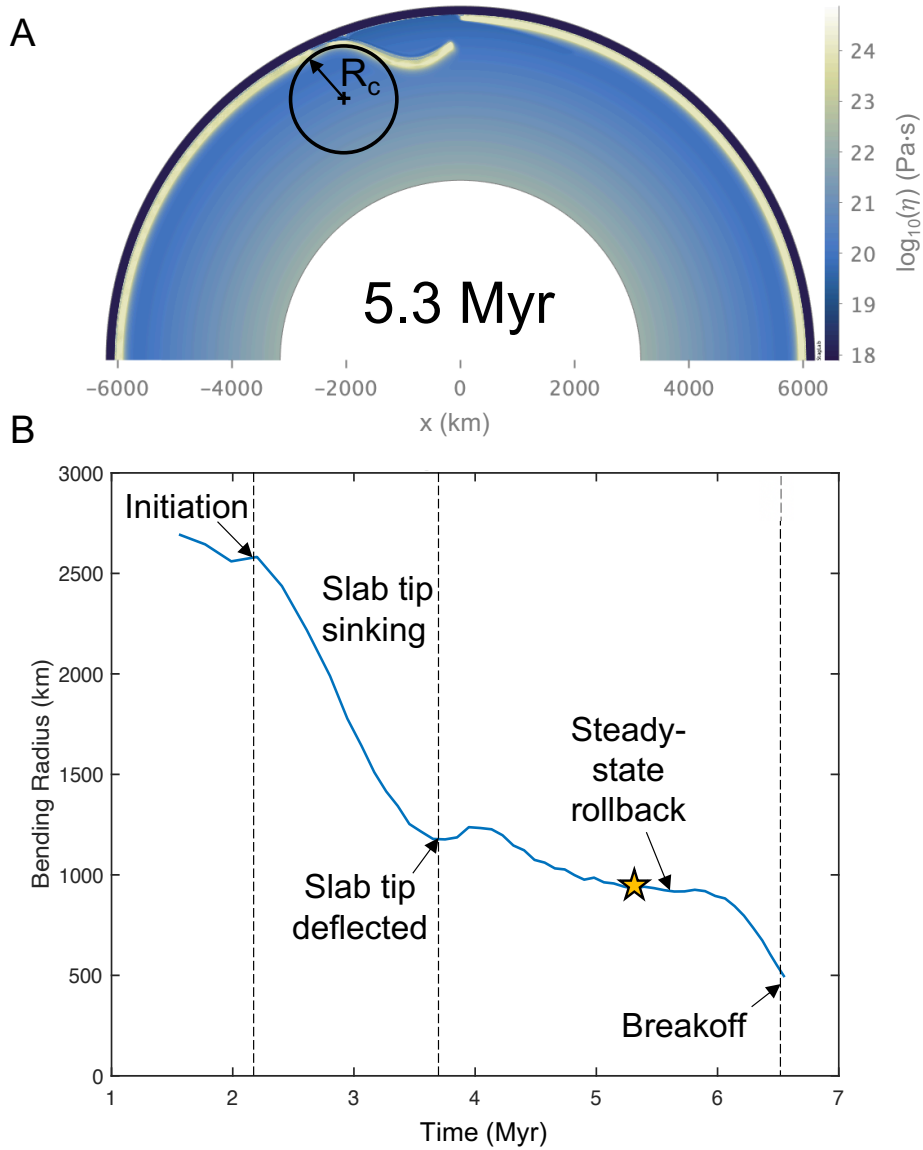 A
R_c
5.3 Myr
24
23
22
21
20
19
18
log₁₀(η) (Pa·s)
StagLab
−6000 −4000 −2000 0 2000 4000 6000
x (km)
B
3000
2500
2000
1500
1000
500
0
Bending Radius (km)
Initiation
Slab tip
sinking
Slab tip
deflected
Steady-
state
rollback
Breakoff
1 2 3 4 5 6 7
Time (Myr)